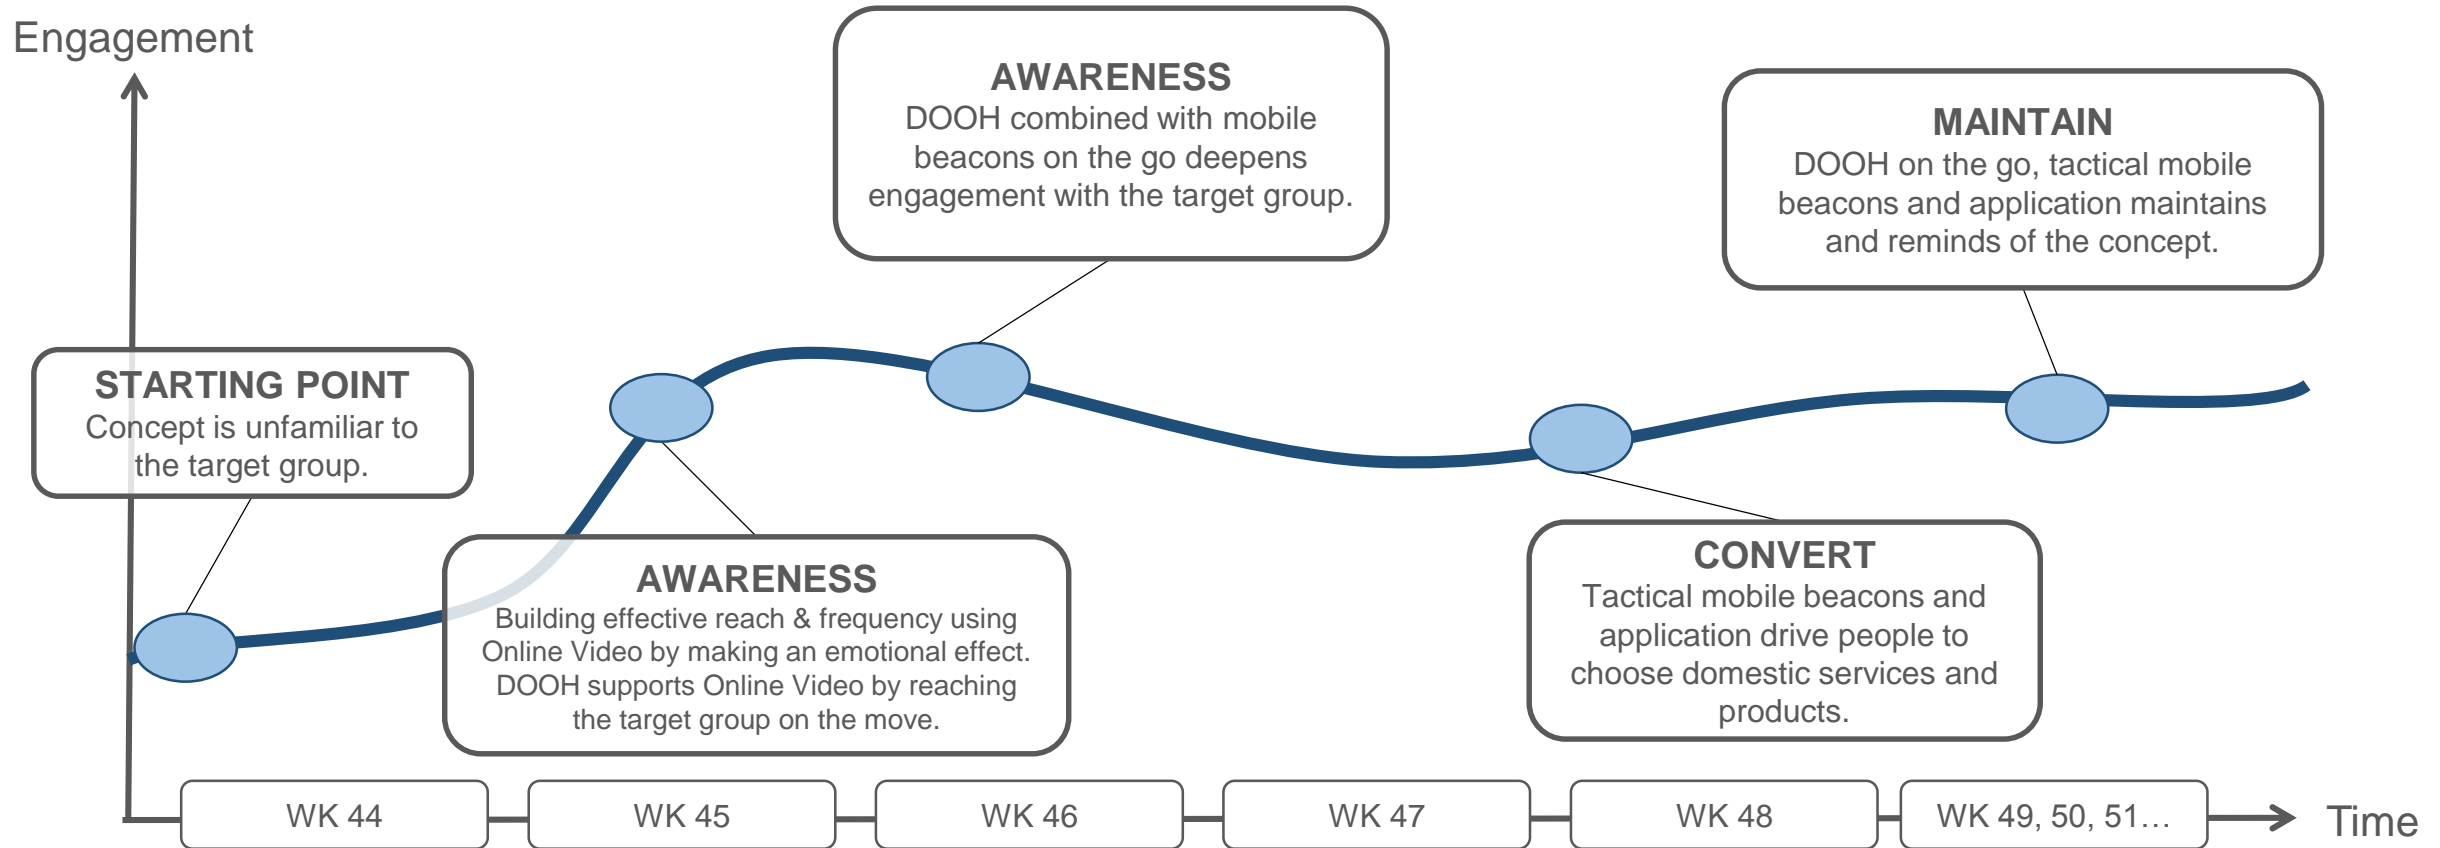 Engagement
AWARENESS
DOOH combined with mobile
beacons on the go deepens
engagement with the target group.
MAINTAIN
DOOH on the go, tactical mobile
beacons and application maintains
and reminds of the concept.
STARTING POINT
Concept is unfamiliar to
the target group.
AWARENESS
Building effective reach & frequency using
Online Video by making an emotional effect.
DOOH supports Online Video by reaching
the target group on the move.
CONVERT
Tactical mobile beacons and
application drive people to
choose domestic services and
products.
WK 44
WK 45
WK 46
WK 47
WK 48
WK 49, 50, 51…
Time